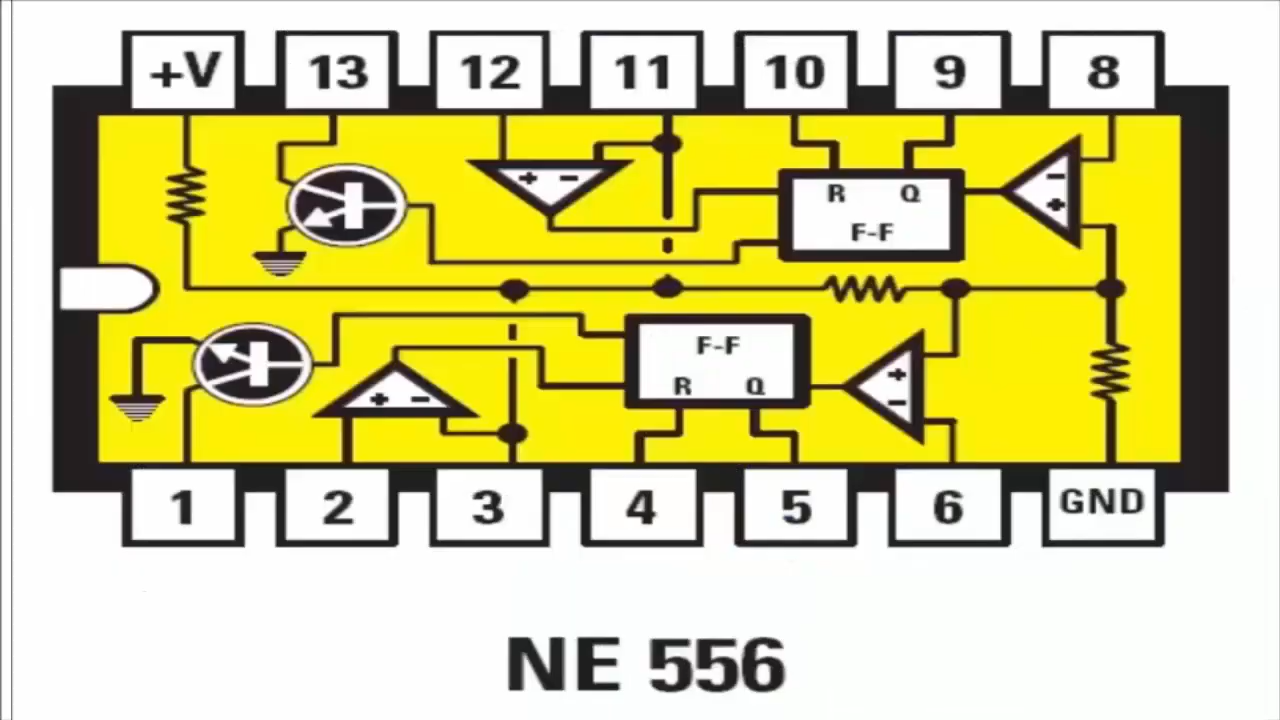 +V 13 12 11 10 9 8
+ -
R Q
F-F
-
+
F-F
R Q
+
-
+ -
1 2 3 4 5 6 GND
NE 556